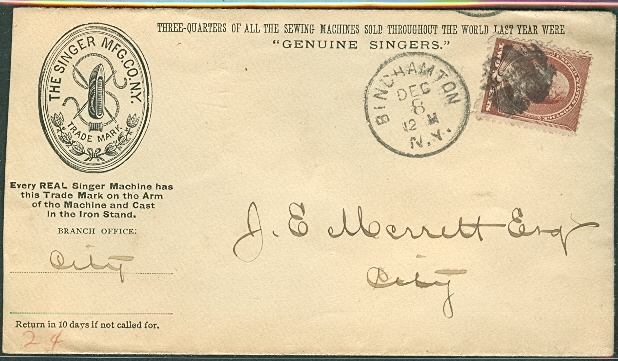 THREE-QUARTERS OF ALL THE SEWING MACHINES SOLD THROUGHOUT THE WORLD LAST YEAR WERE
"GENUINE SINGERS."
THE SINGER MFG.CO.N.Y.
TRADE MARK
Every REAL Singer Machine has
this Trade Mark on the Arm
of the Machine and Cast
in the Iron Stand.
BRANCH OFFICE:
City
Return in 10 days if not called for.
24
BINGHAMTON
DEC
8
12 M
N.Y.
J. E. Merrett Esq
City